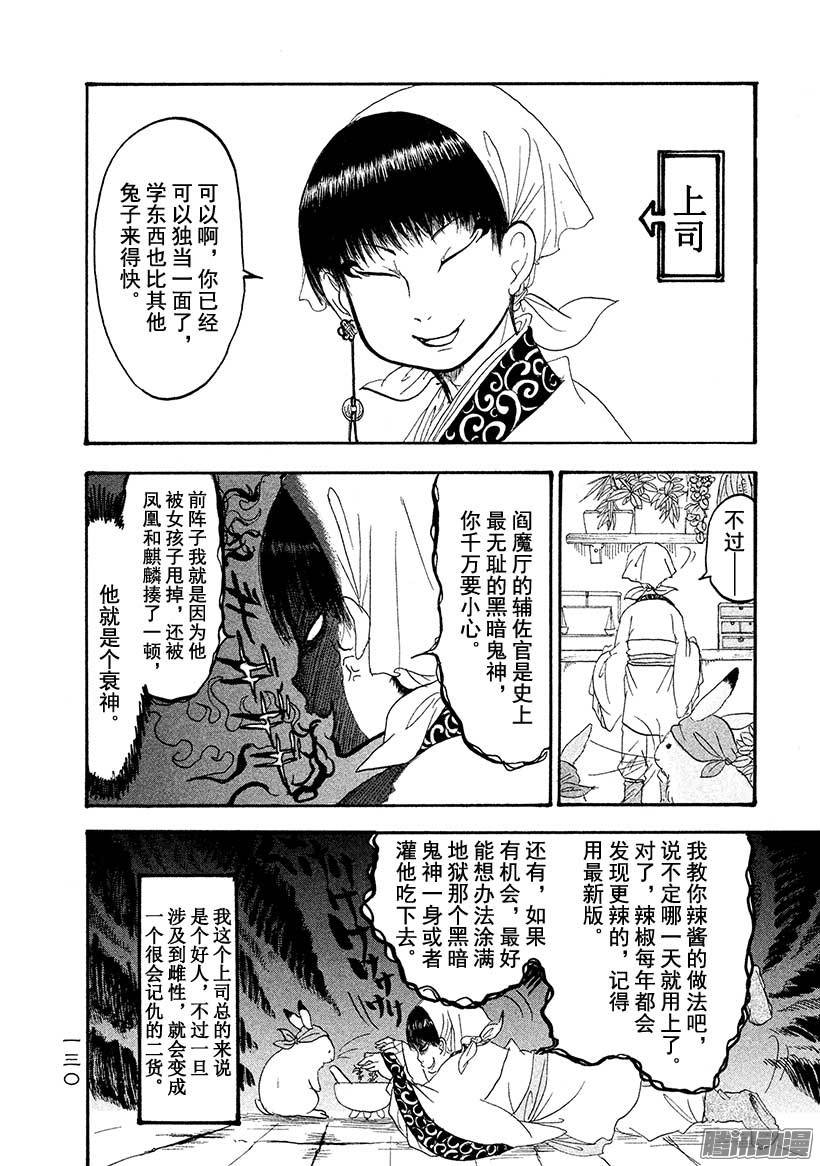 上司
可以啊，你已经
可以独当一面了，
学东西也比其他
兔子来得快。
不过——
阎魔厅的辅佐官是史上
最无耻的黑暗鬼神，
你千万要小心。
前阵子我就是因为他
被女孩子甩掉，还被
凤凰和麒麟揍了一顿，
他就是个衰神。
我教你辣酱的做法吧，
说不定哪一天就用上了。
对了，辣椒每年都会
发现更辣的，记得
用最新版。
还有，如果
有机会，最好
能想办法涂满
地狱那个黑暗
鬼神一身或者
灌他吃下去。
我这个上司总的来说
是个好人，不过一旦
涉及到雌性，就会变成
一个很会记仇的二货。
一三〇
腾讯动漫